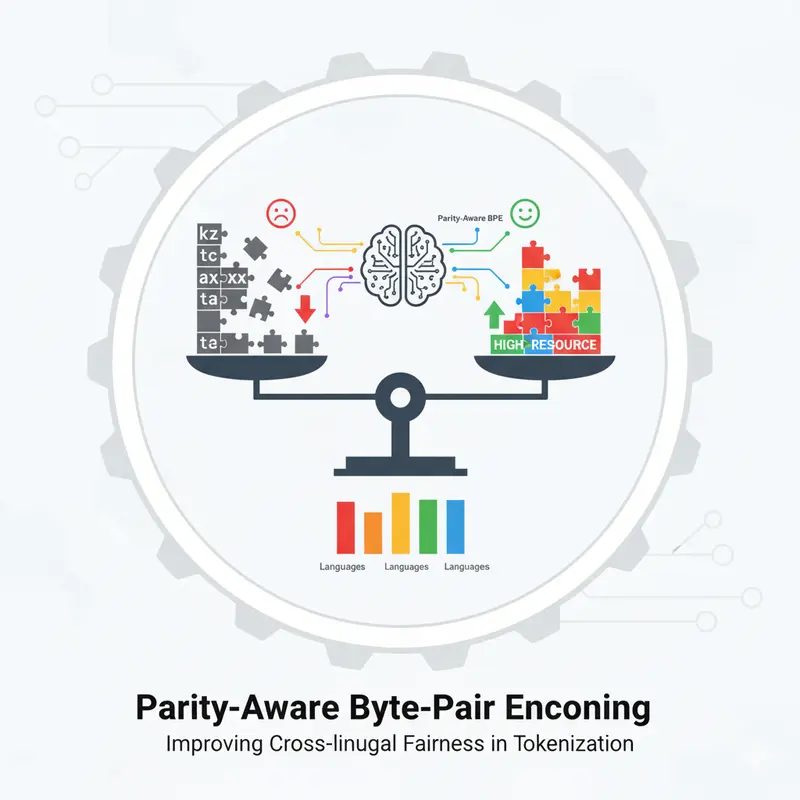 Parity-Aware BPE
kz
tc
ax xx
ta
ta
HIGH RESOURCE
Languages Languages Languages
Parity-Aware Byte-Pair Enconing
Improving Cross-linugal Fairness in Tokenization